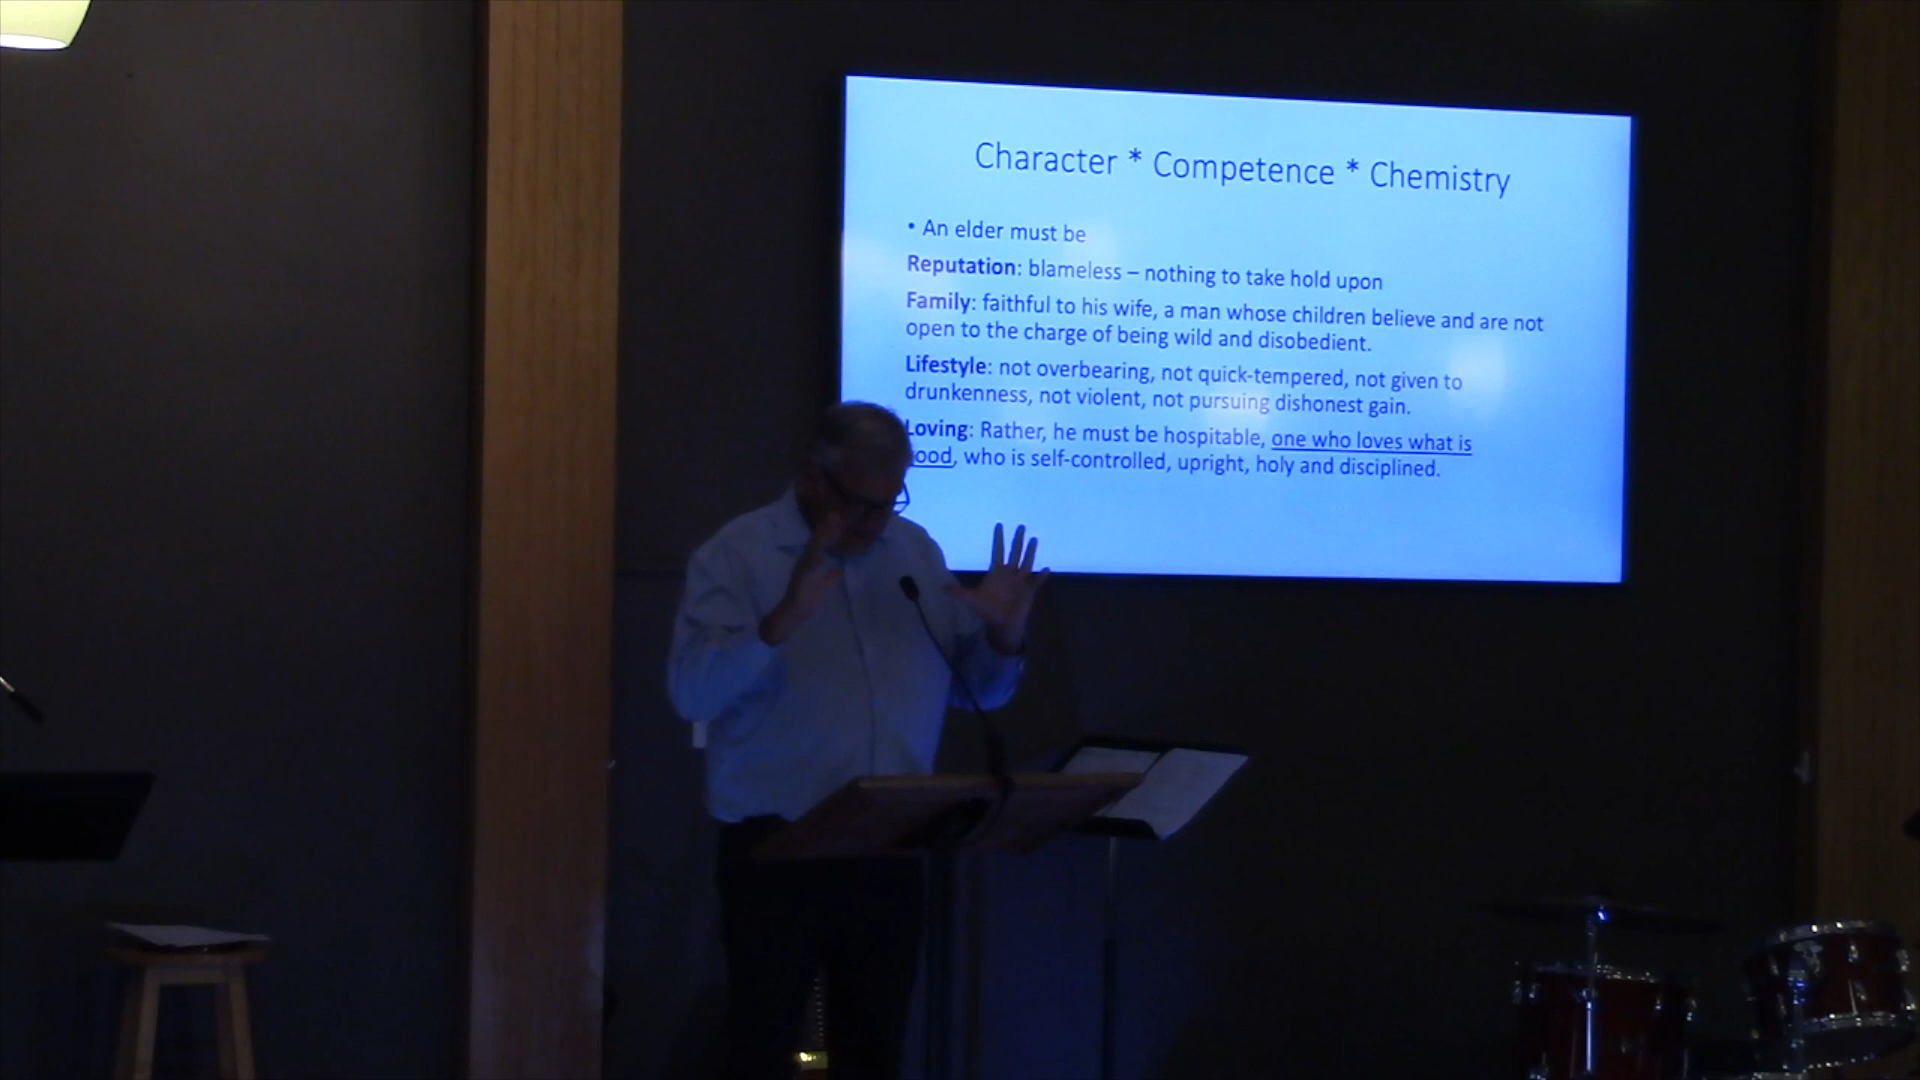 Character * Competence * Chemistry
• An elder must be
Reputation: blameless – nothing to take hold upon
Family: faithful to his wife, a man whose children believe and are not
open to the charge of being wild and disobedient.
Lifestyle: not overbearing, not quick-tempered, not given to
drunkenness, not violent, not pursuing dishonest gain.
Loving: Rather, he must be hospitable, one who loves what is
ood, who is self-controlled, upright, holy and disciplined.